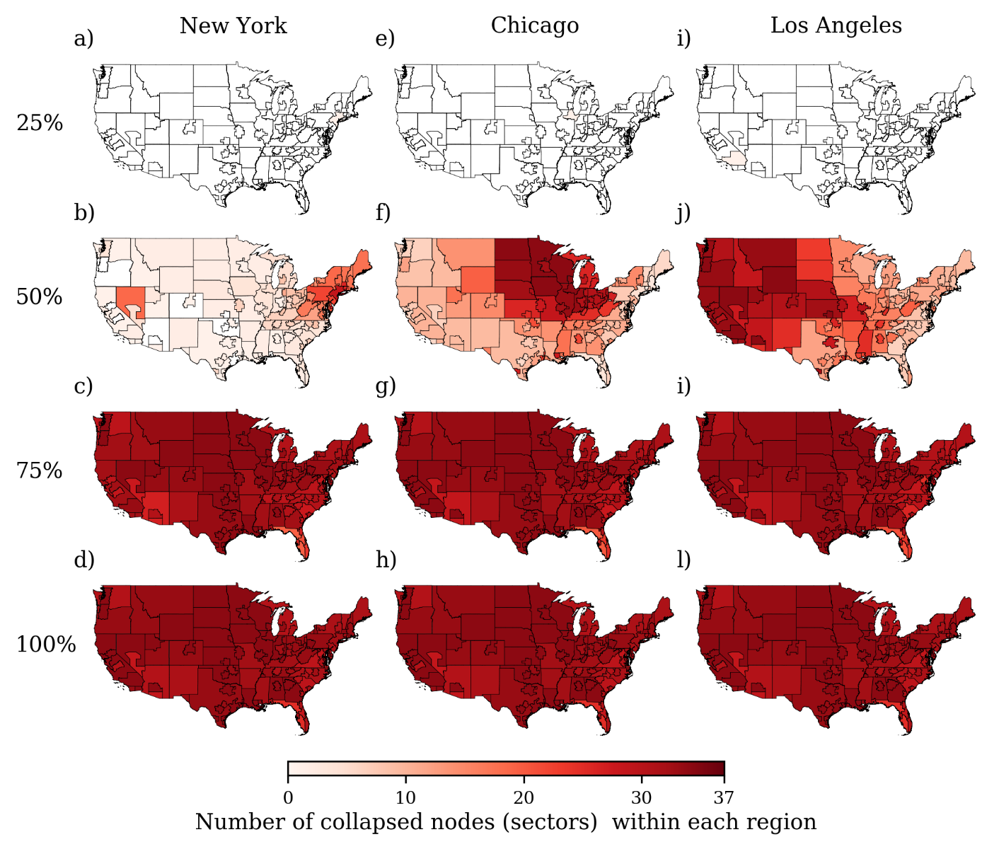 New York
Chicago
Los Angeles
a)
e)
i)
25%
b)
f)
j)
50%
c)
g)
i)
75%
d)
h)
l)
100%
0
10
20
30
37
Number of collapsed nodes (sectors)  within each region